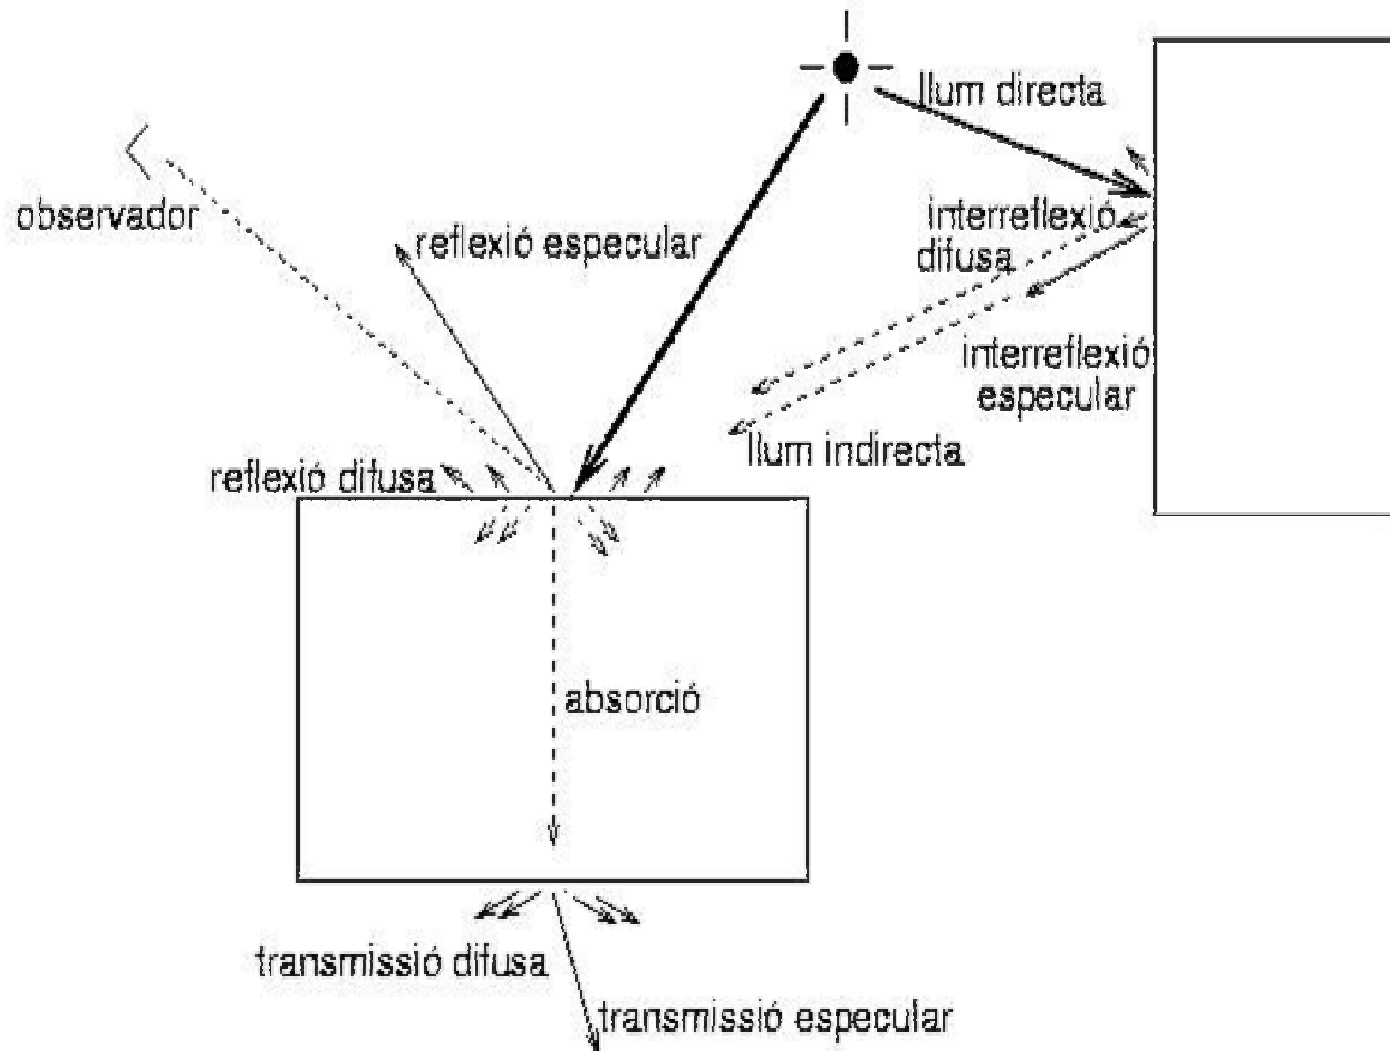 llum directa
observador
reflexió especular
interreflexió
difusa
interreflexió
especular
llum indirecta
reflexió difusa
absorció
transmissió difusa
transmissió especular